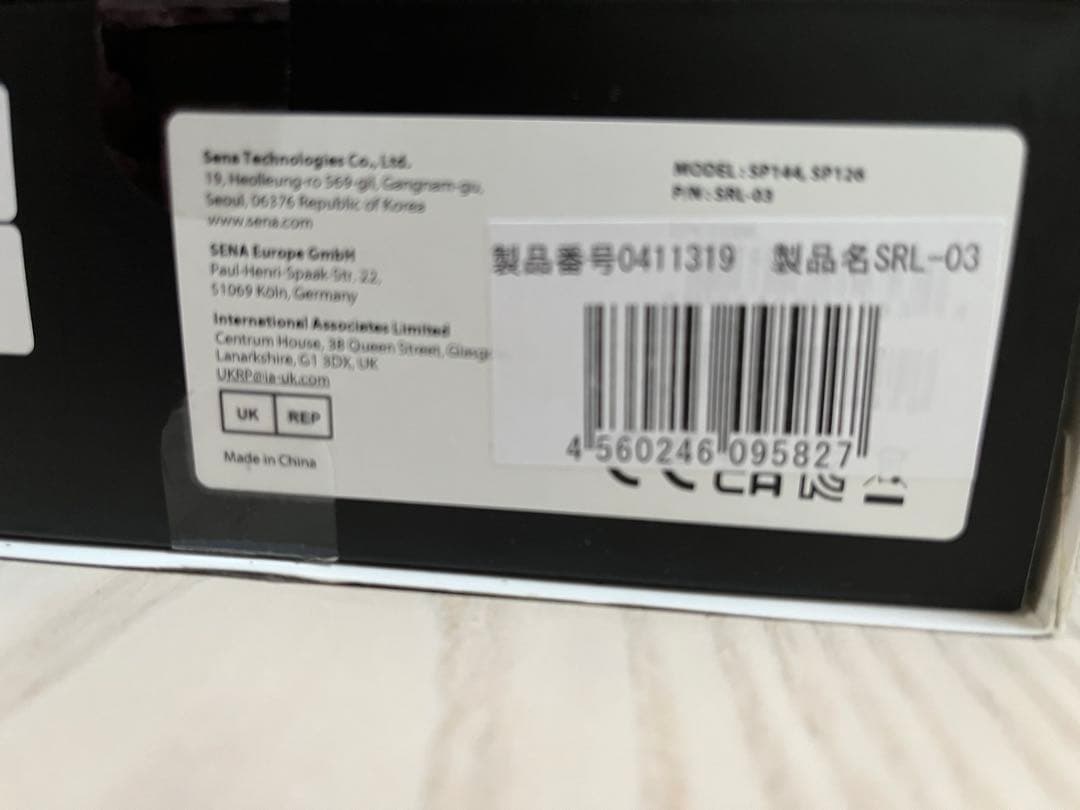 Sena Technologies Co., Ltd.
19, Heolleung-ro 569-gil, Gangnam-gu,
Seoul, 06376 Republic of Korea
www.sena.com
SENA Europe GmbH
Paul-Henri-Spaak-Str. 22,
51069 Köln, Germany
International Associates Limited
Centrum House, 38 Queen Street,
Lanarkshire, G1 3DX, UK
UKRP@ia-uk.com
UK REP
Made in China
MODEL : SP144, SP126
P/N : SRL-03
製品番号0411319 製品名SRL-03
4 560246 095827